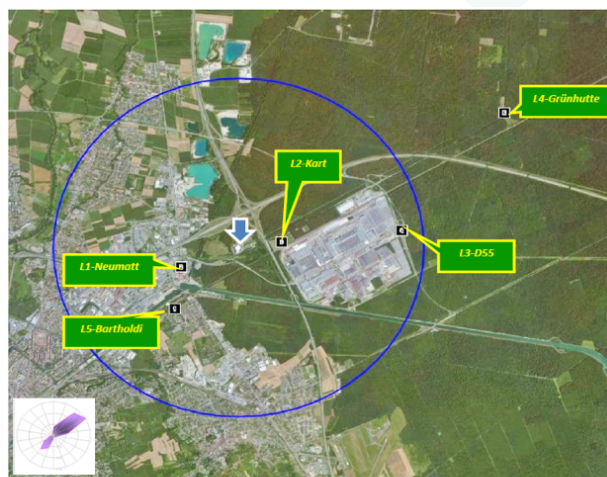 L4-Grünhutte
L2-Kart
L1-Neumatt
L3-D55
L5-Bartholdi